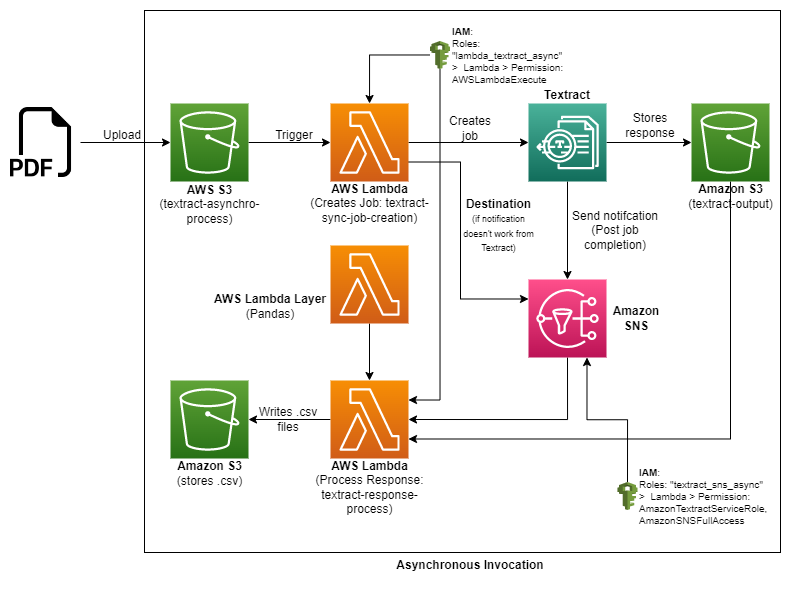 IAM:
Roles:
"lambda_textract_async"
> Lambda > Permission:
AWSLambdaExecute
Textract
PDF
Upload
AWS S3
(textract-asynchro-
process)
Trigger
AWS Lambda
(Creates Job: textract-
sync-job-creation)
Creates
job
Stores
response
Amazon S3
(textract-output)
Destination
(if notification
doesn't work from
Textract)
Send notifcation
(Post job
completion)
AWS Lambda Layer
(Pandas)
Amazon
SNS
Writes .csv
files
Amazon S3
(stores .csv)
AWS Lambda
(Process Response:
textract-response-
process)
IAM:
Roles: "textract_sns_async"
> Lambda > Permission:
AmazonTextractServiceRole,
AmazonSNSFullAccess
Asynchronous Invocation